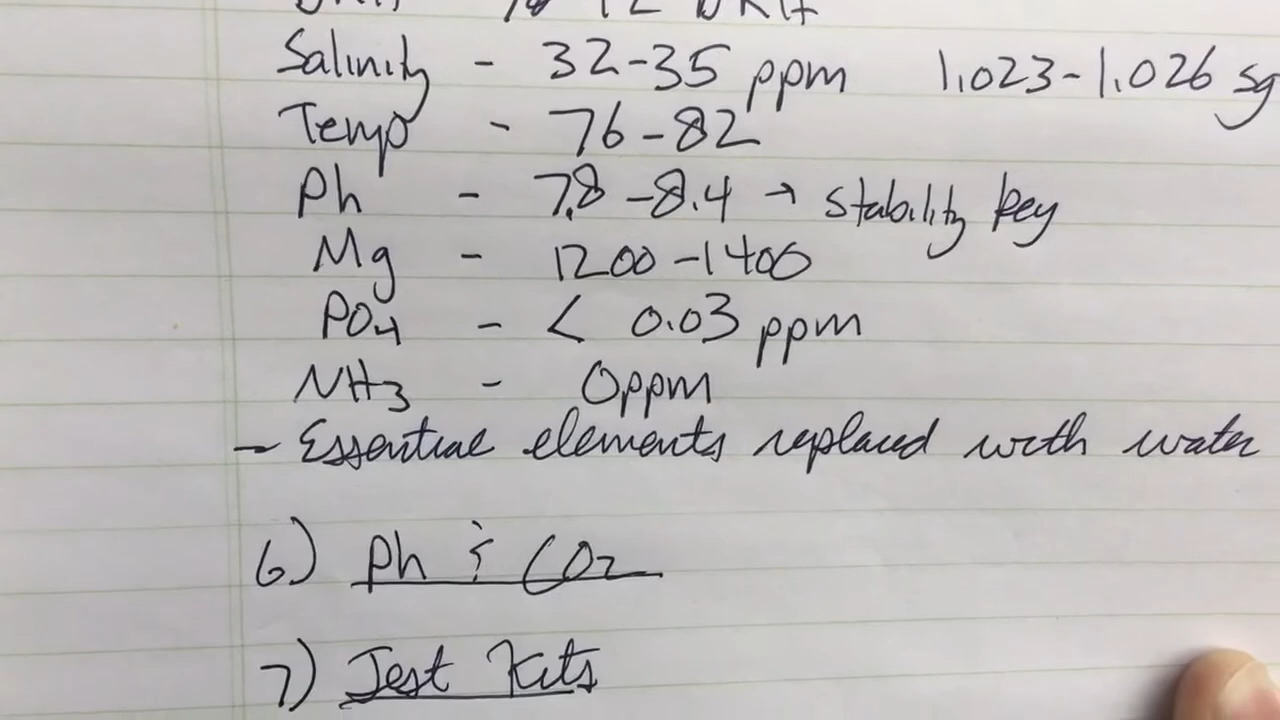 12 DKH
Salinity - 32-35 ppm 1.023-1.026 sg
Temp - 76-82
Ph - 7.8-8.4 → stability key
Mg - 1200-1400
PO4 - < 0.03 ppm
NH3 - 0ppm
- Essential elements replaced with water
6) Ph & CO2
7) Test Kits